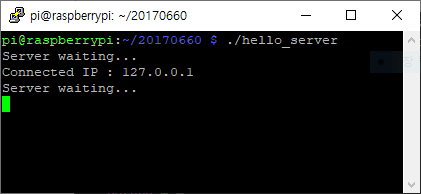 pi@raspberrypi: ~/20170660
pi@raspberrypi:~/20170660 $ ./hello_server
Server waiting...
Connected IP : 127.0.0.1
Server waiting...